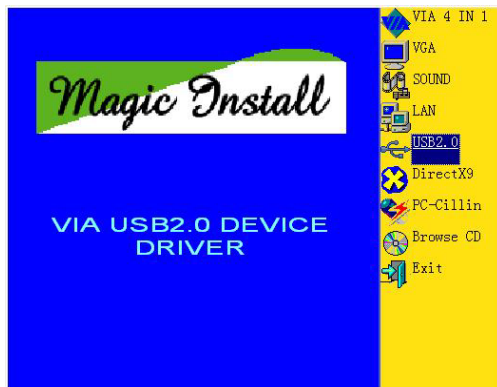 Magic Install
VIA USB2.0 DEVICE
DRIVER
VIA 4 IN 1
VGA
SOUND
LAN
USB2.0
DirectX9
PC-Cillin
Browse CD
Exit